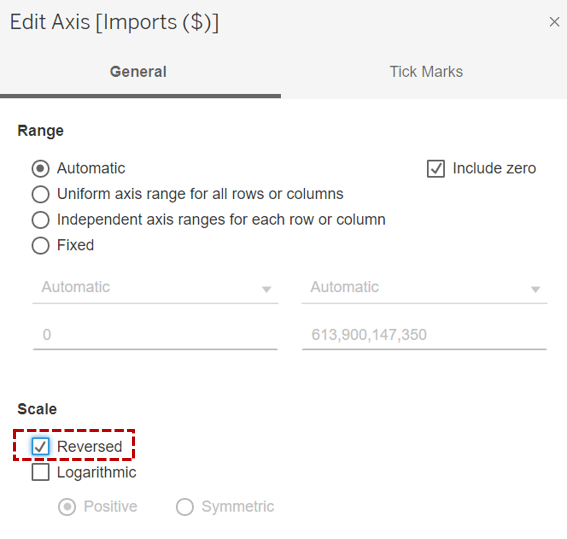 Edit Axis [Imports ($)]
General Tick Marks
Range
Automatic Include zero
Uniform axis range for all rows or columns
Independent axis ranges for each row or column
Fixed
Automatic Automatic
0 613,900,147,350
Scale
Reversed
Logarithmic
Positive Symmetric